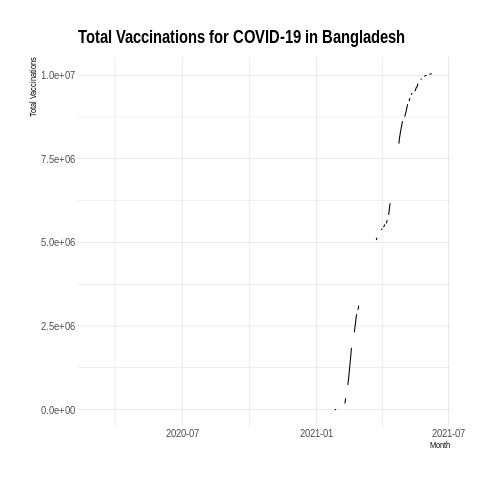 Total Vaccinations for COVID-19 in Bangladesh
Total Vaccinations
1.0e+07
7.5e+06
5.0e+06
2.5e+06
0.0e+00
2020-07 2021-01 2021-07
Month